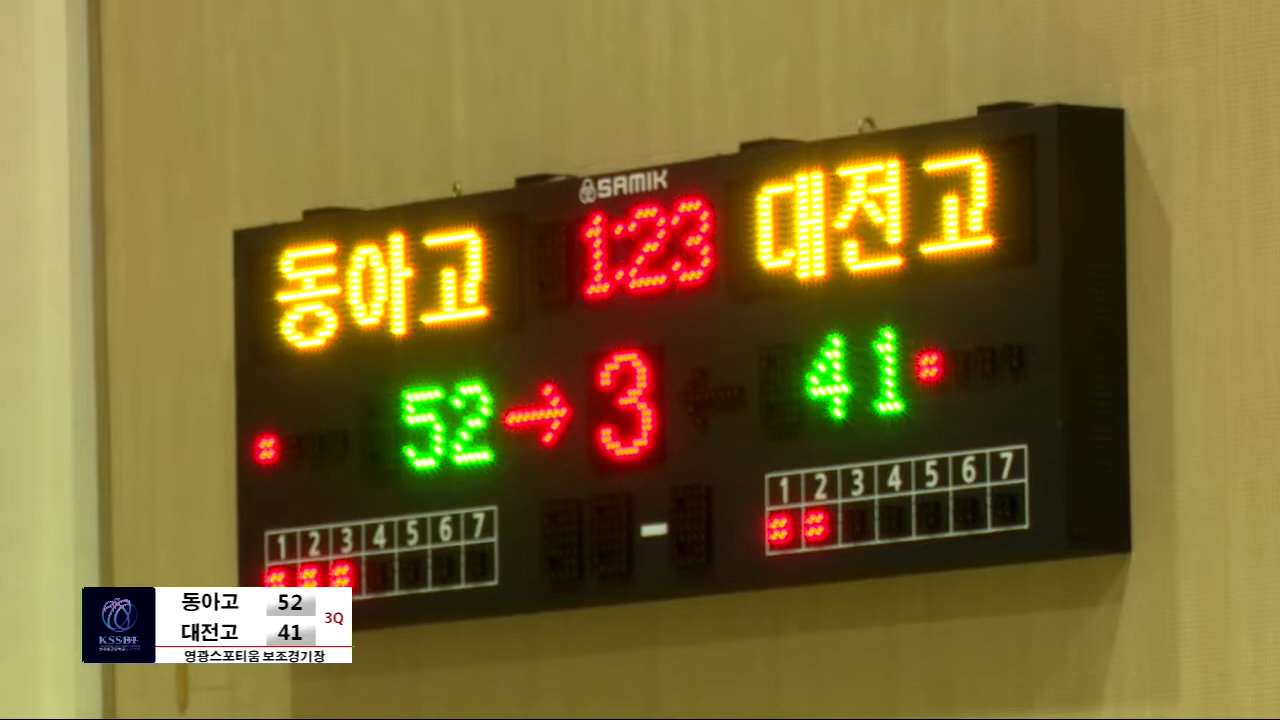 SAMIK
동아고 1:23 대전고
52 3 41
1 2 3 4 5 6 7
1 2 3 4 5 6 7
동아고 52
대전고 41
3Q
KSSBF
영광스포티움 보조경기장